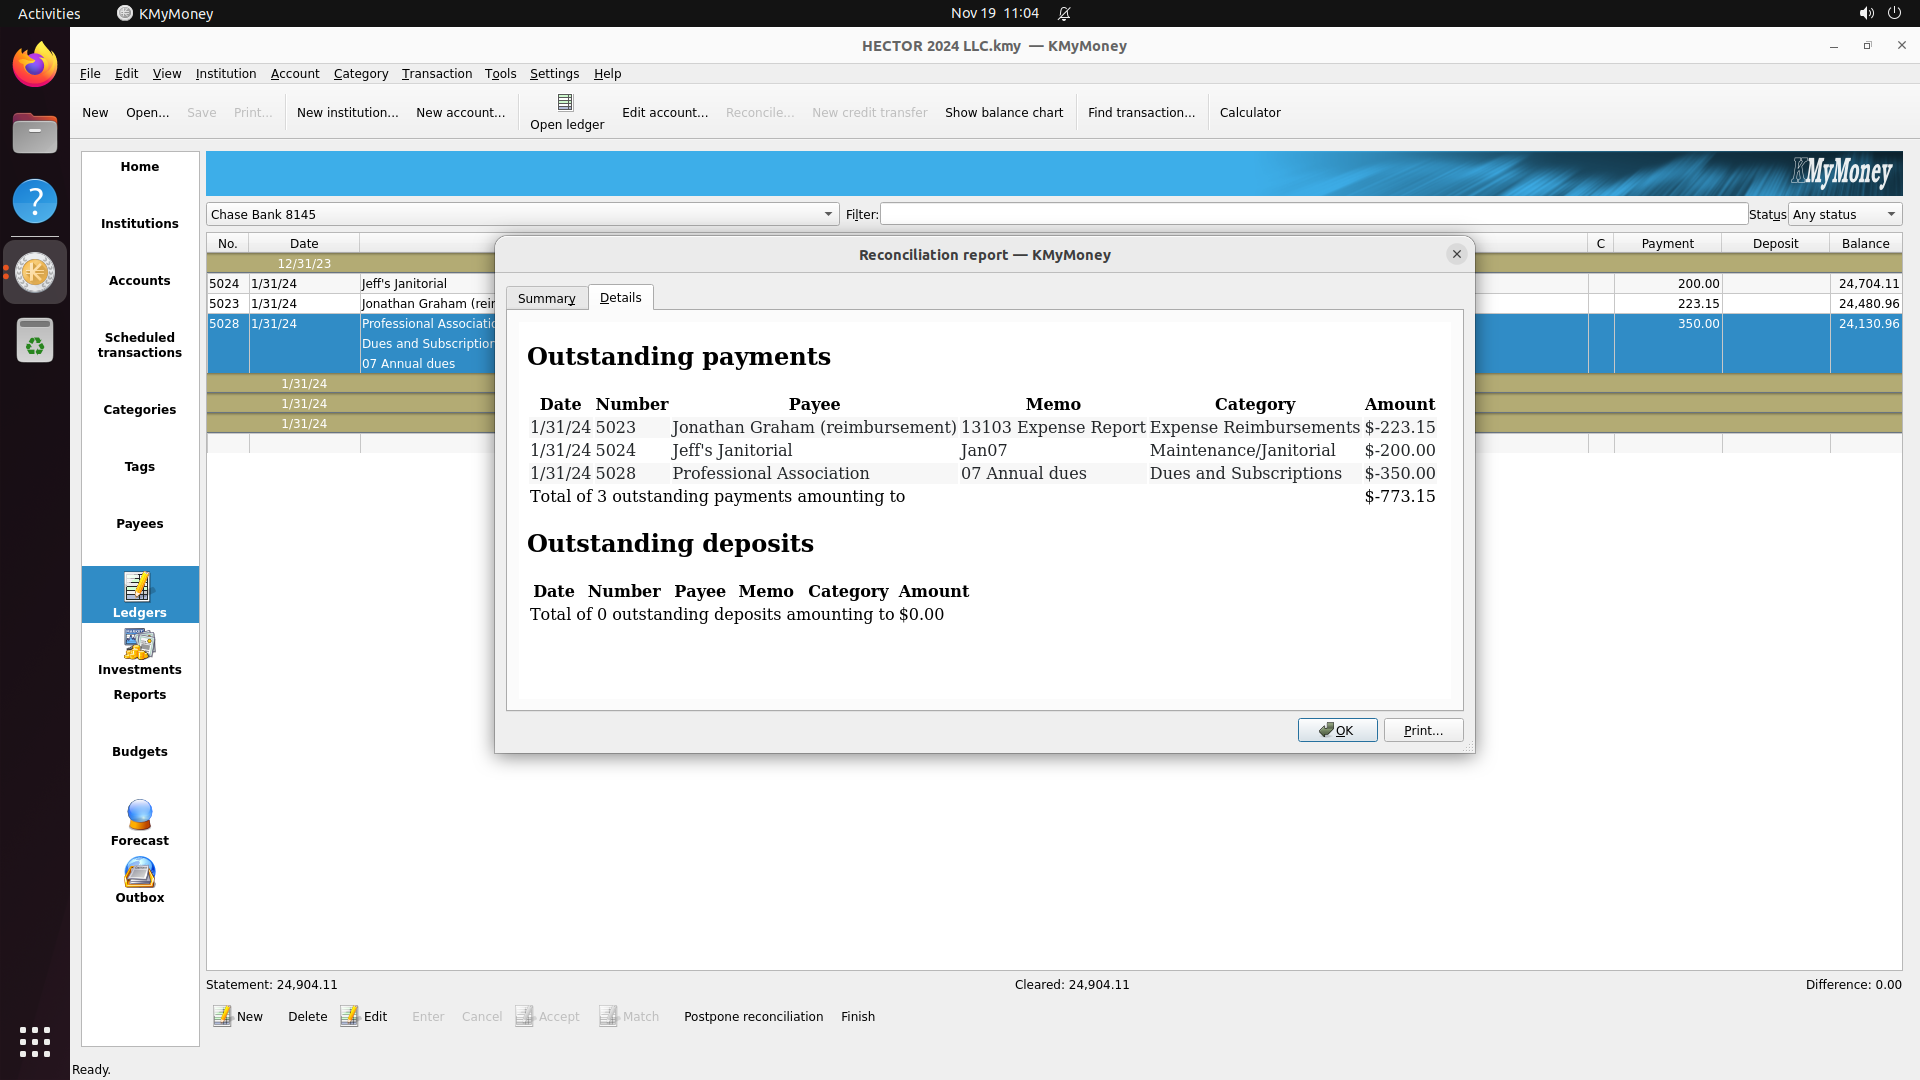 Activities KMyMoney Nov 19 11:04
HECTOR 2024 LLC.kmy — KMyMoney
File Edit View Institution Account Category Transaction Tools Settings Help
New Open... Save Print... New institution... New account... Open ledger Edit account... Reconcile... New credit transfer Show balance chart Find transaction... Calculator
Home
Institutions
Accounts
Scheduled
transactions
Categories
Tags
Payees
Ledgers
Investments
Reports
Budgets
Forecast
Outbox
KMyMoney
Chase Bank 8145 Filter: Status Any status
No. Date C Payment Deposit Balance
12/31/23
5024 1/31/24 Jeff's Janitorial 200.00 24,704.11
5023 1/31/24 Jonathan Graham (rei 223.15 24,480.96
5028 1/31/24 Professional Associatio 350.00 24,130.96
Dues and Subscription
07 Annual dues
1/31/24
1/31/24
1/31/24
Reconciliation report — KMyMoney
Summary Details
Outstanding payments
Date Number Payee Memo Category Amount
1/31/24 5023 Jonathan Graham (reimbursement) 13103 Expense Report Expense Reimbursements $-223.15
1/31/24 5024 Jeff's Janitorial Jan07 Maintenance/Janitorial $-200.00
1/31/24 5028 Professional Association 07 Annual dues Dues and Subscriptions $-350.00
Total of 3 outstanding payments amounting to $-773.15
Outstanding deposits
Date Number Payee Memo Category Amount
Total of 0 outstanding deposits amounting to $0.00
OK Print...
Statement: 24,904.11 Cleared: 24,904.11 Difference: 0.00
New Delete Edit Enter Cancel Accept Match Postpone reconciliation Finish
Ready.